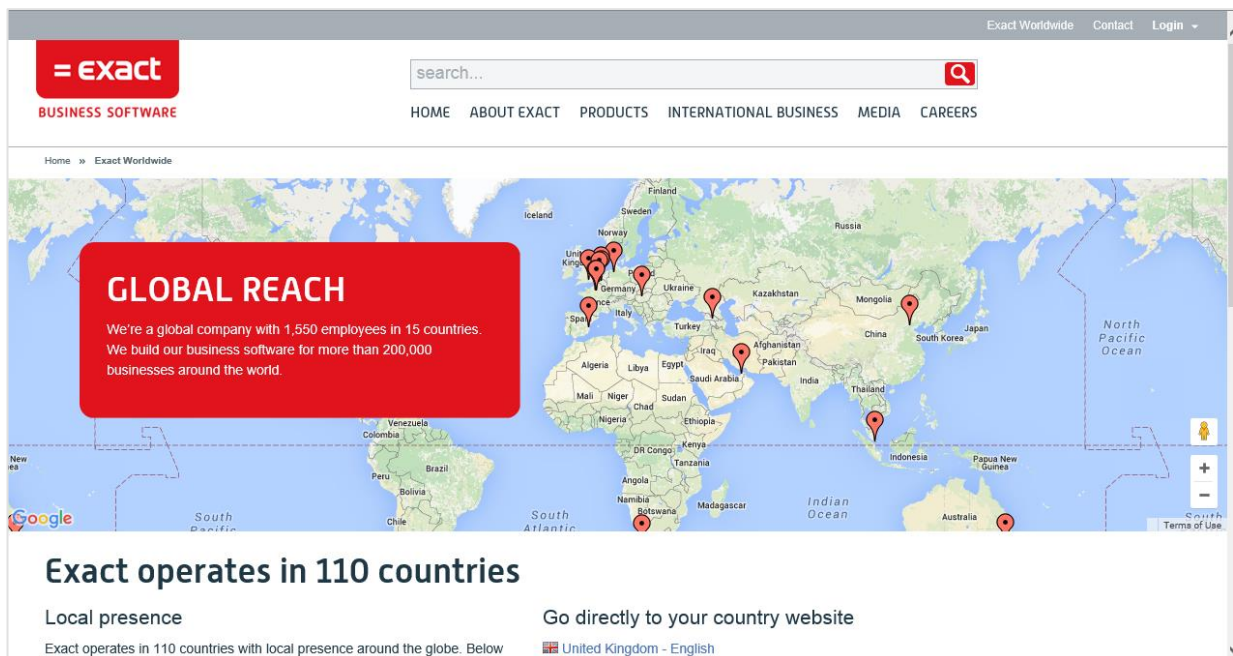 Exact Worldwide Contact Login
= exact
BUSINESS SOFTWARE
search...
HOME ABOUT EXACT PRODUCTS INTERNATIONAL BUSINESS MEDIA CAREERS
Home » Exact Worldwide
GLOBAL REACH
We're a global company with 1,550 employees in 15 countries.
We build our business software for more than 200,000
businesses around the world.
Finland
Iceland
Sweden
Russia
Norway
Germany
Ukraine
Kazakhstan
Mongolia
Italy
Turkey
China
Japan
South Korea
North
Pacific
Ocean
Iraq
Afghanistan
Pakistan
Algeria
Libya
Egypt
Saudi Arabia
India
Thailand
Mali
Niger
Chad
Sudan
Nigeria
Ethiopia
Venezuela
Colombia
DR Congo
Kenya
Tanzania
Indonesia
Papua New
Guinea
Peru
Brazil
Bolivia
Angola
Namibia
Botswana
Madagascar
Indian
Ocean
Chile
Australia
South
Pacific
South
Atlantic
South
Google
Terms of Use
Exact operates in 110 countries
Local presence
Exact operates in 110 countries with local presence around the globe. Below
Go directly to your country website
United Kingdom - English